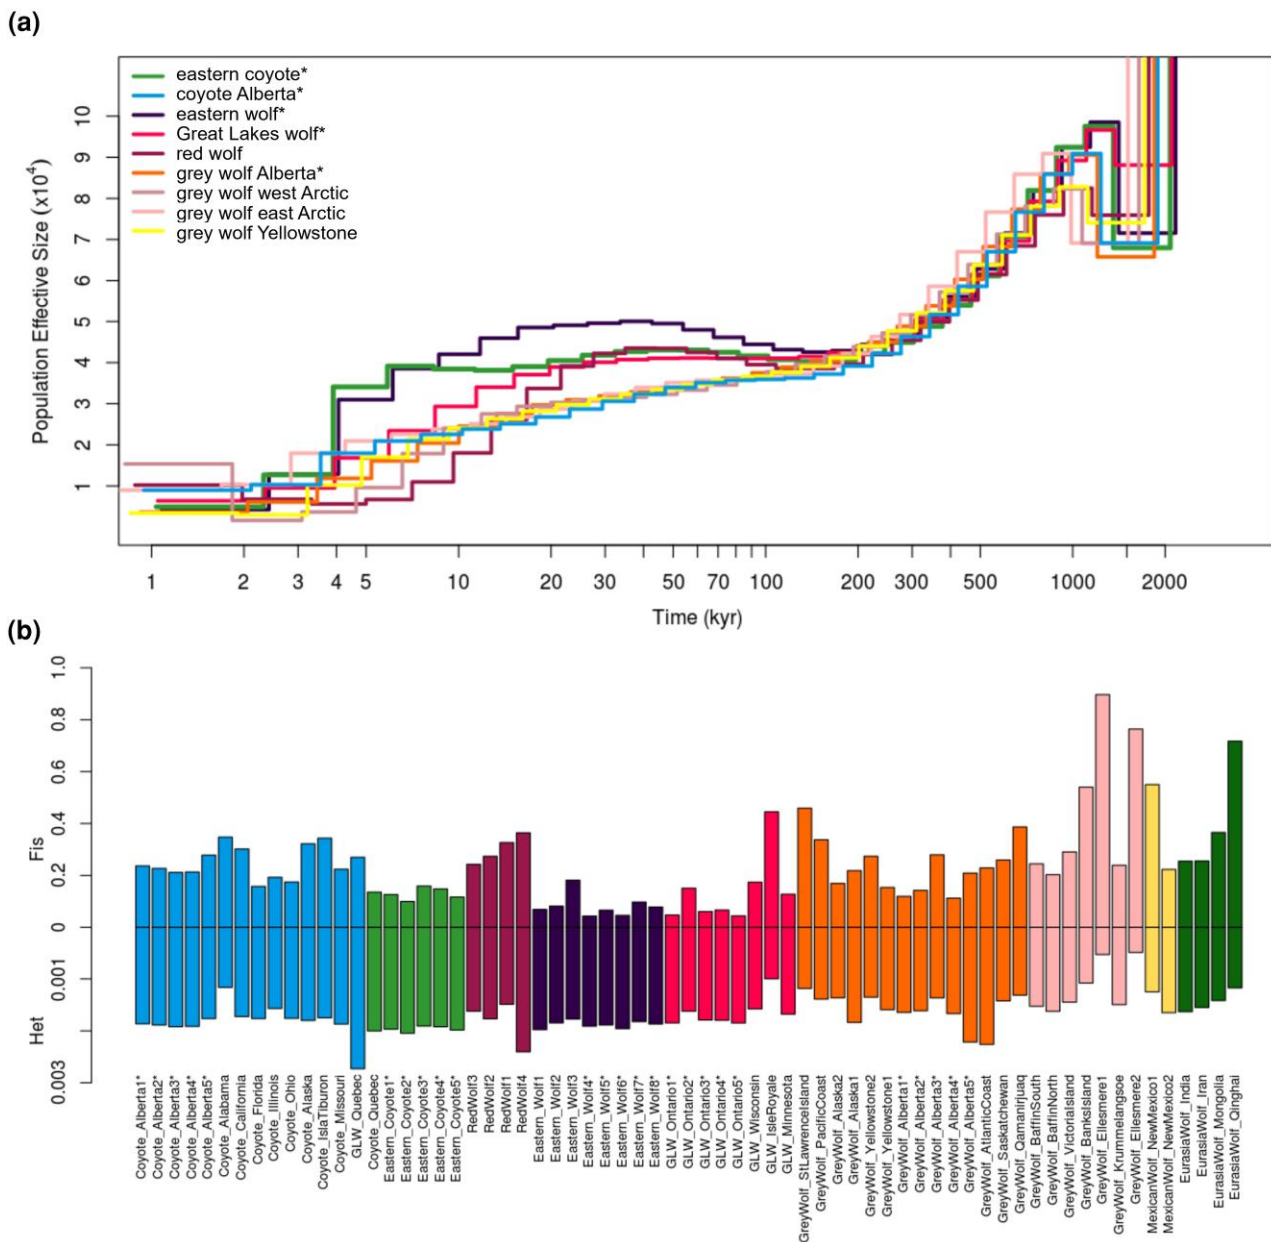 (a)
eastern coyote*
coyote Alberta*
eastern wolf*
Great Lakes wolf*
red wolf
grey wolf Alberta*
grey wolf west Arctic
grey wolf east Arctic
grey wolf Yellowstone
Population Effective Size (x10⁴)
10
9
8
7
6
5
4
3
2
1
1 2 3 4 5 10 20 30 50 70 100 200 300 500 1000 2000
Time (kyr)
(b)
Fis
1.0
0.8
0.6
0.4
0.2
0
Het
0.001
0.003
Coyote_Alberta1*
Coyote_Alberta2*
Coyote_Alberta3*
Coyote_Alberta4*
Coyote_Alberta5*
Coyote_Alabama
Coyote_California
Coyote_Florida
Coyote_Illinois
Coyote_Ohio
Coyote_Alaska
Coyote_IslaTiburon
Coyote_Missouri
GLW_Quebec
Coyote_Quebec
Eastern_Coyote1*
Eastern_Coyote2*
Eastern_Coyote3*
Eastern_Coyote4*
Eastern_Coyote5*
RedWolf3
RedWolf2
RedWolf1
RedWolf4
Eastern_Wolf1
Eastern_Wolf2
Eastern_Wolf3
Eastern_Wolf4*
Eastern_Wolf5*
Eastern_Wolf6*
Eastern_Wolf7*
Eastern_Wolf8*
GLW_Ontario1*
GLW_Ontario2*
GLW_Ontario3*
GLW_Ontario4*
GLW_Ontario5*
GLW_Wisconsin
GLW_IsleRoyale
GLW_Minnesota
GreyWolf_StLawrenceIsland
GreyWolf_PacificCoast
GreyWolf_Alaska2
GreyWolf_Alaska1
GreyWolf_Yellowstone2
GreyWolf_Yellowstone1
GreyWolf_Alberta1*
GreyWolf_Alberta2*
GreyWolf_Alberta3*
GreyWolf_Alberta4*
GreyWolf_Alberta5*
GreyWolf_AtlanticCoast
GreyWolf_Saskatchewan
GreyWolf_Qamanirjuaq
GreyWolf_BaffinSouth
GreyWolf_BaffinNorth
GreyWolf_VictoriaIsland
GreyWolf_BanksIsland
GreyWolf_Ellesmere1
GreyWolf_Krummelangsoe
GreyWolf_Ellesmere2
MexicanWolf_NewMexico1
MexicanWolf_NewMexico2
EurasiaWolf_India
EurasiaWolf_Iran
EurasiaWolf_Mongolia
EurasiaWolf_Qinghai